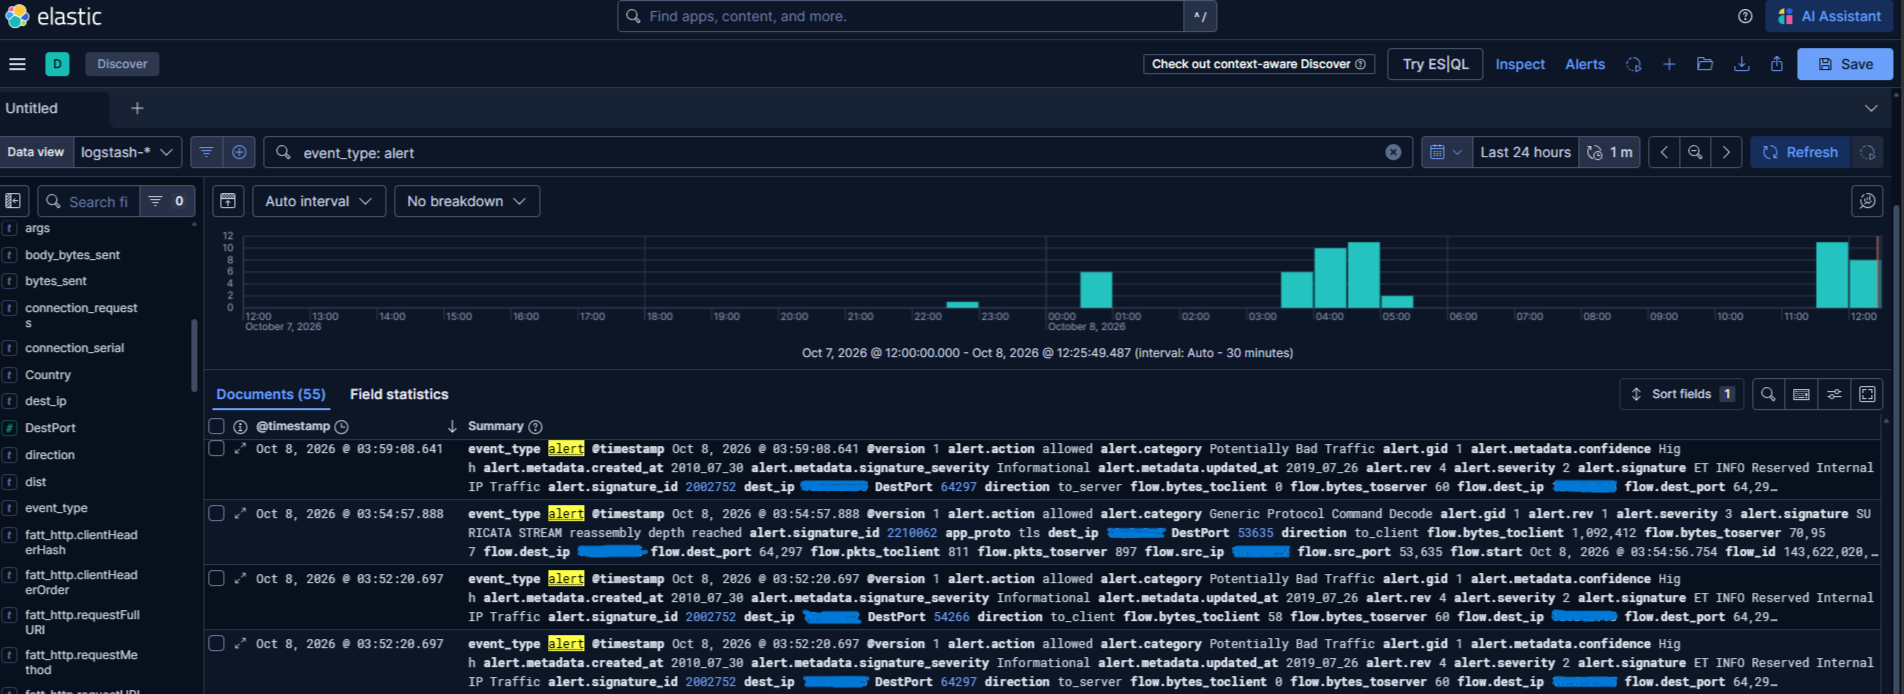 elastic
Find apps, content, and more.
^/
AI Assistant
D
Discover
Check out context-aware Discover
Try ES|QL
Inspect
Alerts
Save
Untitled
Data view
logstash-*
event_type: alert
Last 24 hours
1 m
Refresh
Search fi
0
Auto interval
No breakdown
args
body_bytes_sent
bytes_sent
connection_request
s
connection_serial
Country
dest_ip
DestPort
direction
dist
event_type
fatt_http.clientHead
erHash
fatt_http.clientHead
erOrder
fatt_http.requestFull
URI
fatt_http.requestMe
thod
12
10
8
6
4
2
0
12:00 13:00 14:00 15:00 16:00 17:00 18:00 19:00 20:00 21:00 22:00 23:00 00:00 01:00 02:00 03:00 04:00 05:00 06:00 07:00 08:00 09:00 10:00 11:00 12:00
October 7, 2026 October 8, 2026
Oct 7, 2026 @ 12:00:00.000 - Oct 8, 2026 @ 12:25:49.487 (interval: Auto - 30 minutes)
Documents (55)
Field statistics
Sort fields 1
@timestamp
Summary
Oct 8, 2026 @ 03:59:08.641
event_type alert @timestamp Oct 8, 2026 @ 03:59:08.641 @version 1 alert.action allowed alert.category Potentially Bad Traffic alert.gid 1 alert.metadata.confidence Hig
h alert.metadata.created_at 2010_07_30 alert.metadata.signature_severity Informational alert.metadata.updated_at 2019_07_26 alert.rev 4 alert.severity 2 alert.signature ET INFO Reserved Internal
IP Traffic alert.signature_id 2002752 dest_ip DestPort 64297 direction to_server flow.bytes_toclient 0 flow.bytes_toserver 60 flow.dest_ip flow.dest_port 64,29…
Oct 8, 2026 @ 03:54:57.888
event_type alert @timestamp Oct 8, 2026 @ 03:54:57.888 @version 1 alert.action allowed alert.category Generic Protocol Command Decode alert.gid 1 alert.rev 1 alert.severity 3 alert.signature SU
RICATA STREAM reassembly depth reached alert.signature_id 2210062 app_proto tls dest_ip DestPort 53635 direction to_client flow.bytes_toclient 1,092,412 flow.bytes_toserver 70,95
7 flow.dest_ip flow.dest_port 64,297 flow.pkts_toclient 811 flow.pkts_toserver 897 flow.src_ip flow.src_port 53,635 flow.start Oct 8, 2026 @ 03:54:56.754 flow_id 143,622,020,…
Oct 8, 2026 @ 03:52:20.697
event_type alert @timestamp Oct 8, 2026 @ 03:52:20.697 @version 1 alert.action allowed alert.category Potentially Bad Traffic alert.gid 1 alert.metadata.confidence Hig
h alert.metadata.created_at 2010_07_30 alert.metadata.signature_severity Informational alert.metadata.updated_at 2019_07_26 alert.rev 4 alert.severity 2 alert.signature ET INFO Reserved Internal
IP Traffic alert.signature_id 2002752 dest_ip DestPort 54266 direction to_client flow.bytes_toclient 58 flow.bytes_toserver 60 flow.dest_ip flow.dest_port 64,29…
Oct 8, 2026 @ 03:52:20.697
event_type alert @timestamp Oct 8, 2026 @ 03:52:20.697 @version 1 alert.action allowed alert.category Potentially Bad Traffic alert.gid 1 alert.metadata.confidence Hig
h alert.metadata.created_at 2010_07_30 alert.metadata.signature_severity Informational alert.metadata.updated_at 2019_07_26 alert.rev 4 alert.severity 2 alert.signature ET INFO Reserved Internal
IP Traffic alert.signature_id 2002752 dest_ip DestPort 64297 direction to_server flow.bytes_toclient 0 flow.bytes_toserver 60 flow.dest_ip flow.dest_port 64,29…